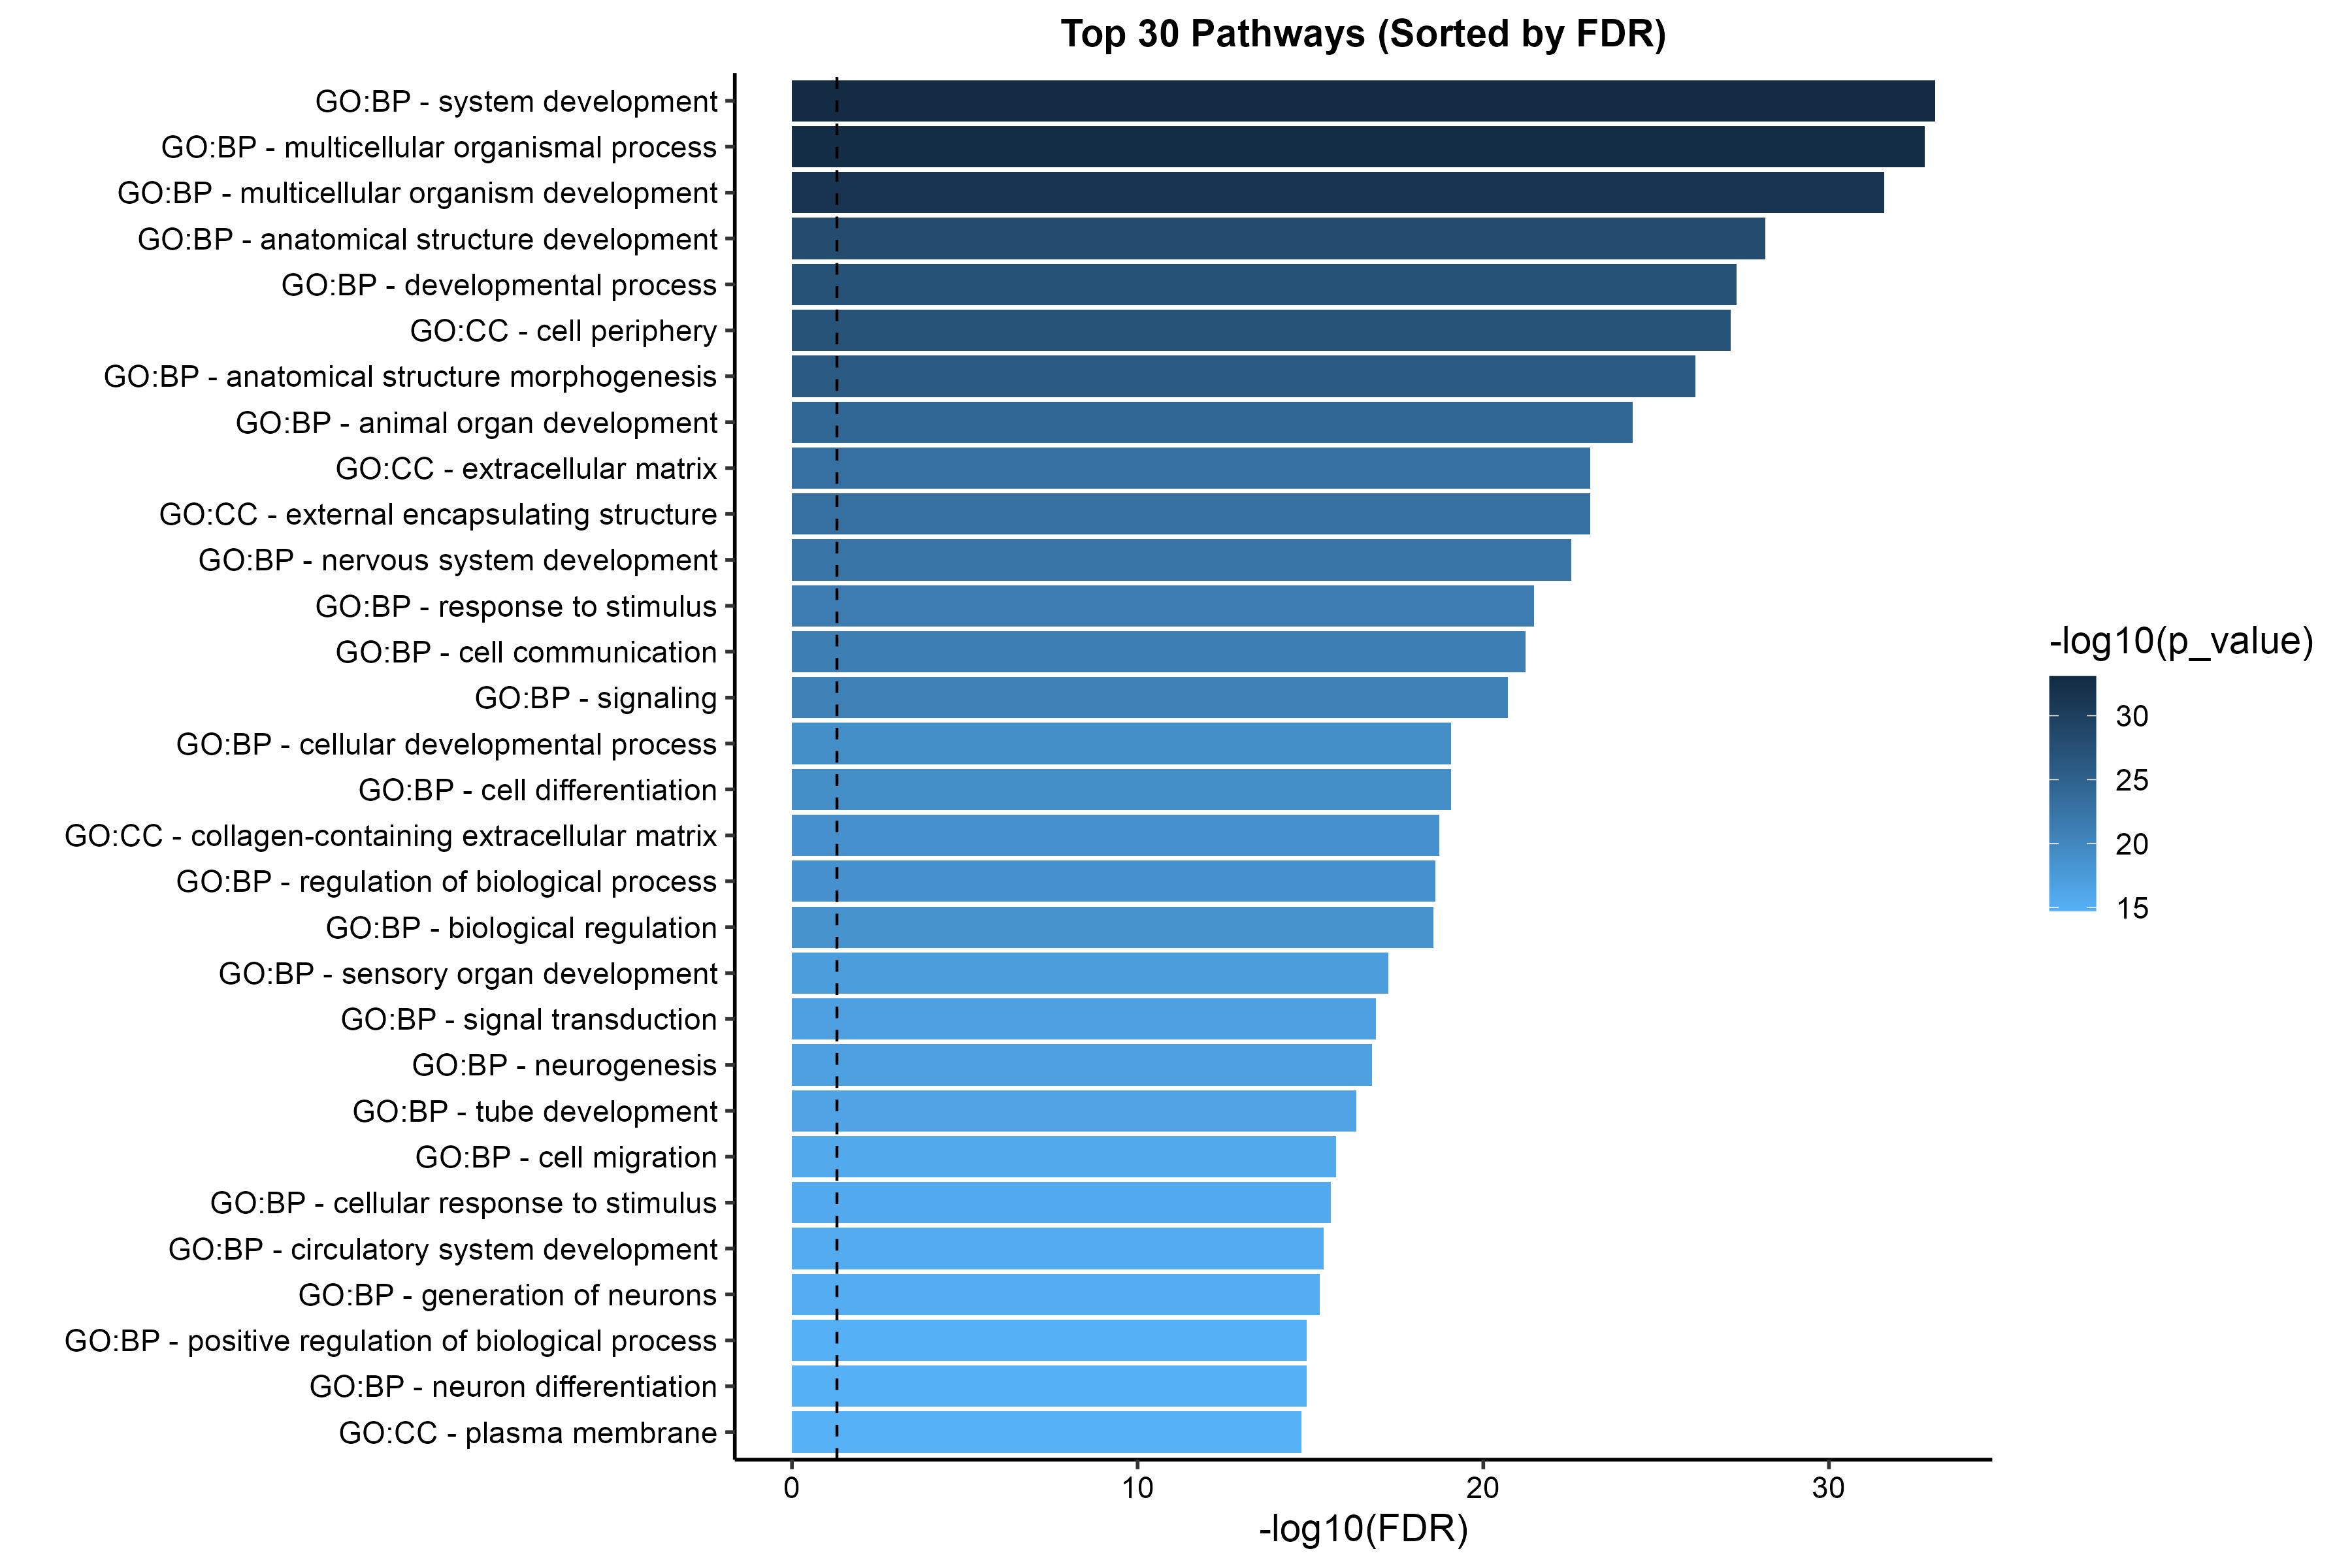 Top 30 Pathways (Sorted by FDR)
GO:BP - system development
GO:BP - multicellular organismal process
GO:BP - multicellular organism development
GO:BP - anatomical structure development
GO:BP - developmental process
GO:CC - cell periphery
GO:BP - anatomical structure morphogenesis
GO:BP - animal organ development
GO:CC - extracellular matrix
GO:CC - external encapsulating structure
GO:BP - nervous system development
GO:BP - response to stimulus
GO:BP - cell communication
GO:BP - signaling
GO:BP - cellular developmental process
GO:BP - cell differentiation
GO:CC - collagen-containing extracellular matrix
GO:BP - regulation of biological process
GO:BP - biological regulation
GO:BP - sensory organ development
GO:BP - signal transduction
GO:BP - neurogenesis
GO:BP - tube development
GO:BP - cell migration
GO:BP - cellular response to stimulus
GO:BP - circulatory system development
GO:BP - generation of neurons
GO:BP - positive regulation of biological process
GO:BP - neuron differentiation
GO:CC - plasma membrane
0 10 20 30
-log10(FDR)
-log10(p_value)
30
25
20
15